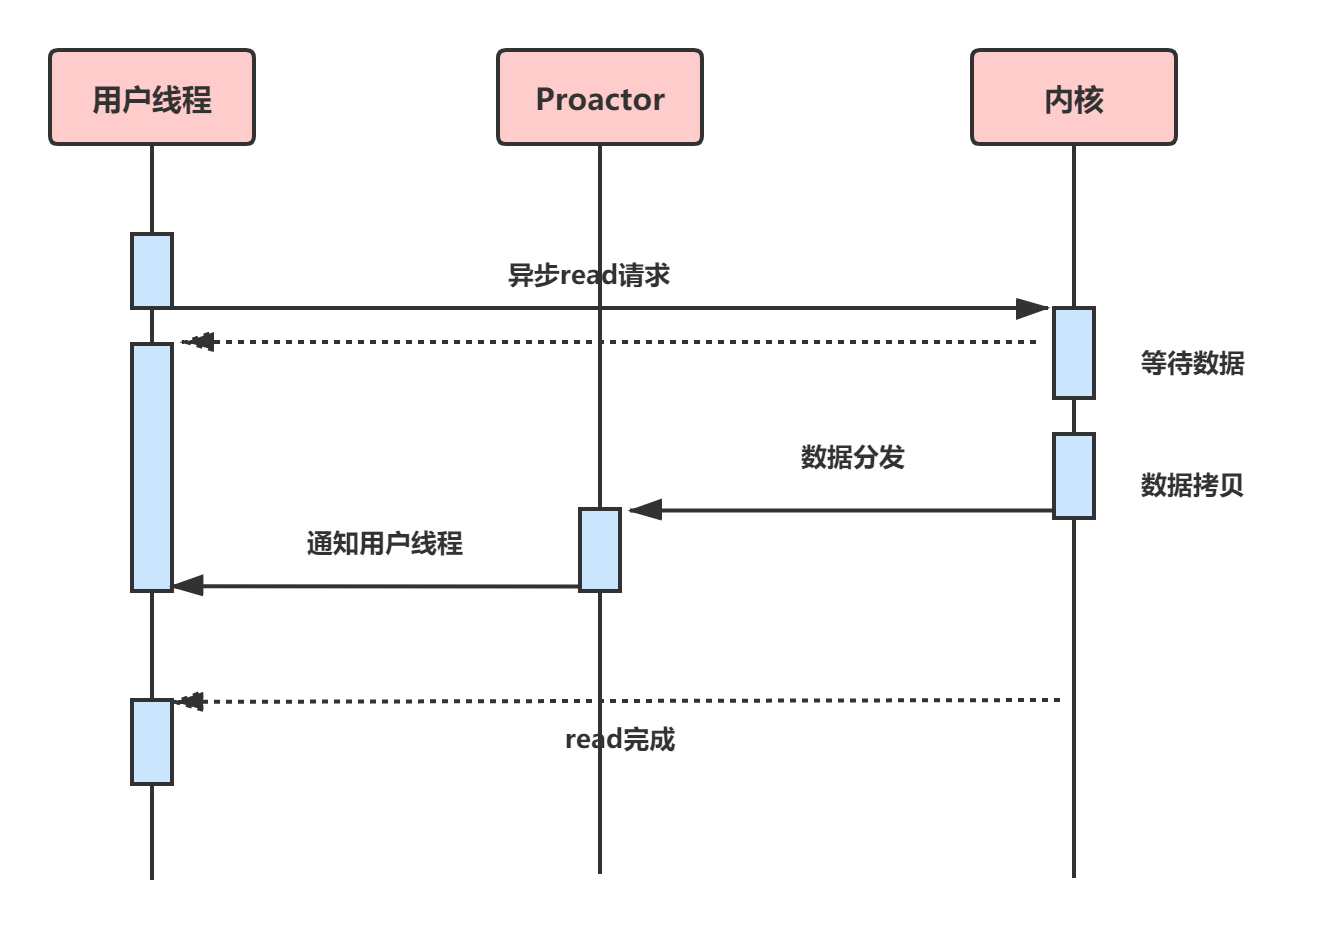 用户线程
Proactor
内核
异步read请求
等待数据
数据分发
数据拷贝
通知用户线程
read完成